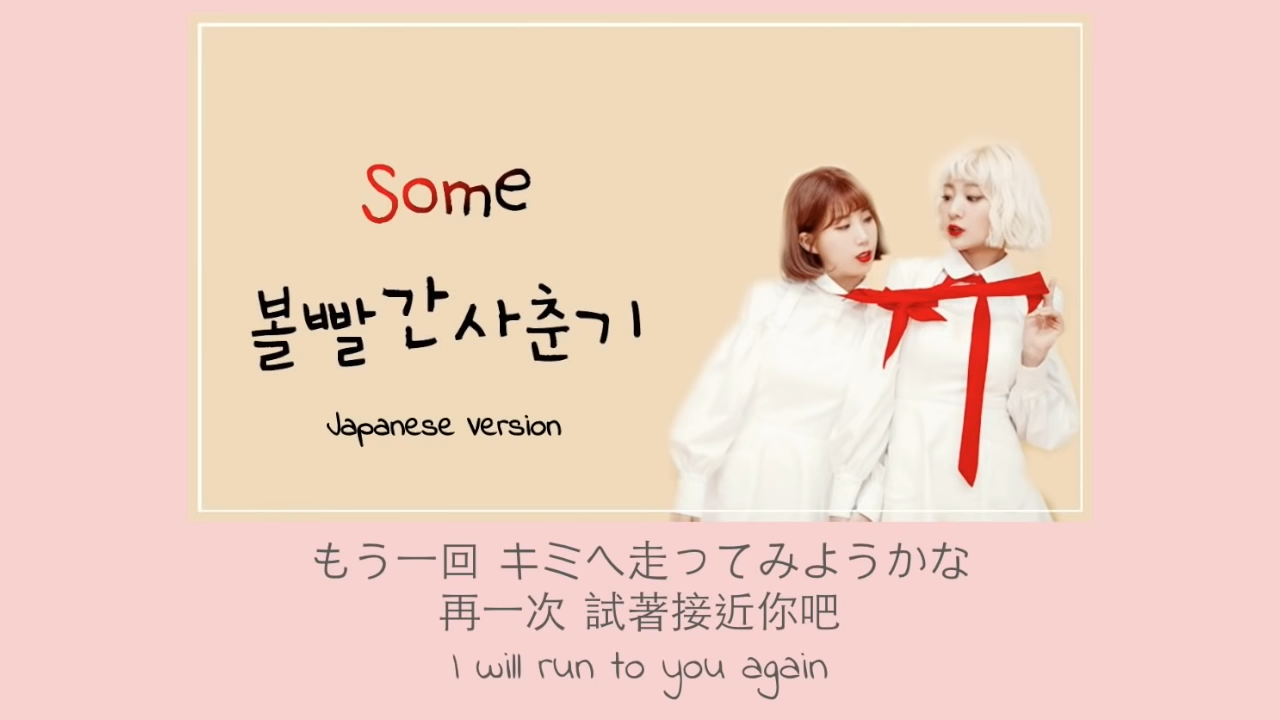 Some
볼빨간사춘기
Japanese version
もう一回 キミへ走ってみようかな
再一次 試著接近你吧
I will run to you again